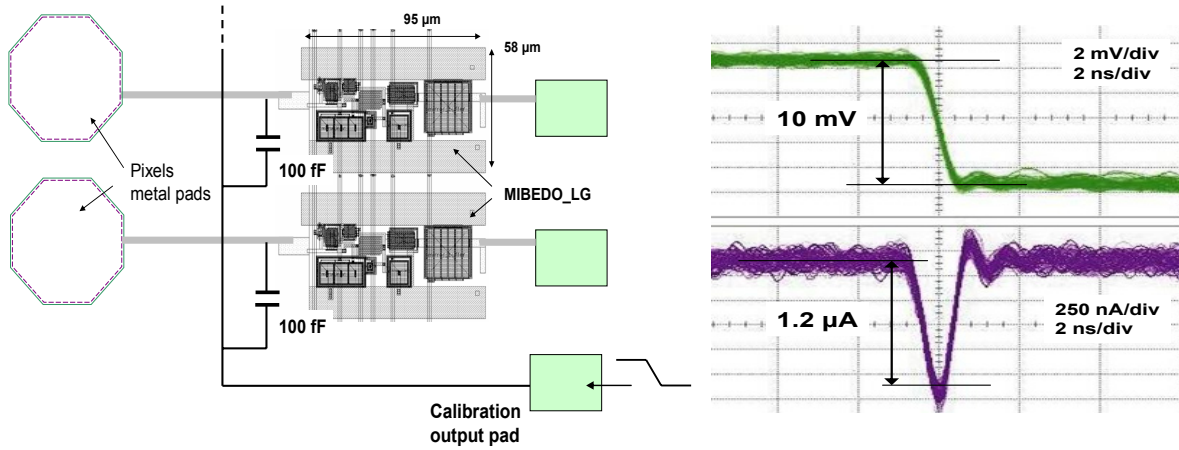 95 µm
58 µm
100 fF
Pixels
metal pads
MIBEDO_LG
100 fF
Calibration
output pad
2 mV/div
2 ns/div
10 mV
1.2 µA
250 nA/div
2 ns/div